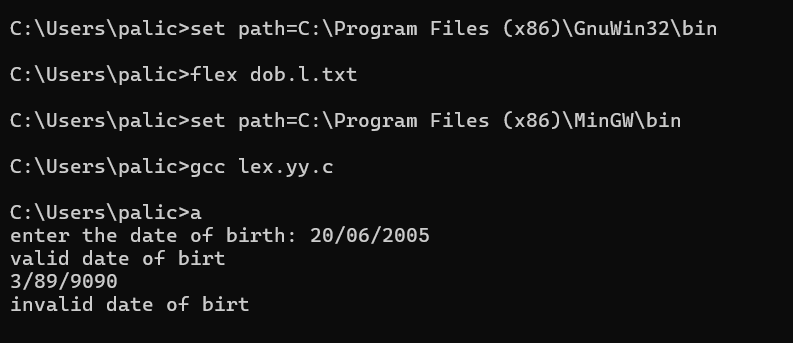 C:\Users\palic>set path=C:\Program Files (x86)\GnuWin32\bin
C:\Users\palic>flex dob.l.txt
C:\Users\palic>set path=C:\Program Files (x86)\MinGW\bin
C:\Users\palic>gcc lex.yy.c
C:\Users\palic>a
enter the date of birth: 20/06/2005
valid date of birt
3/89/9090
invalid date of birt